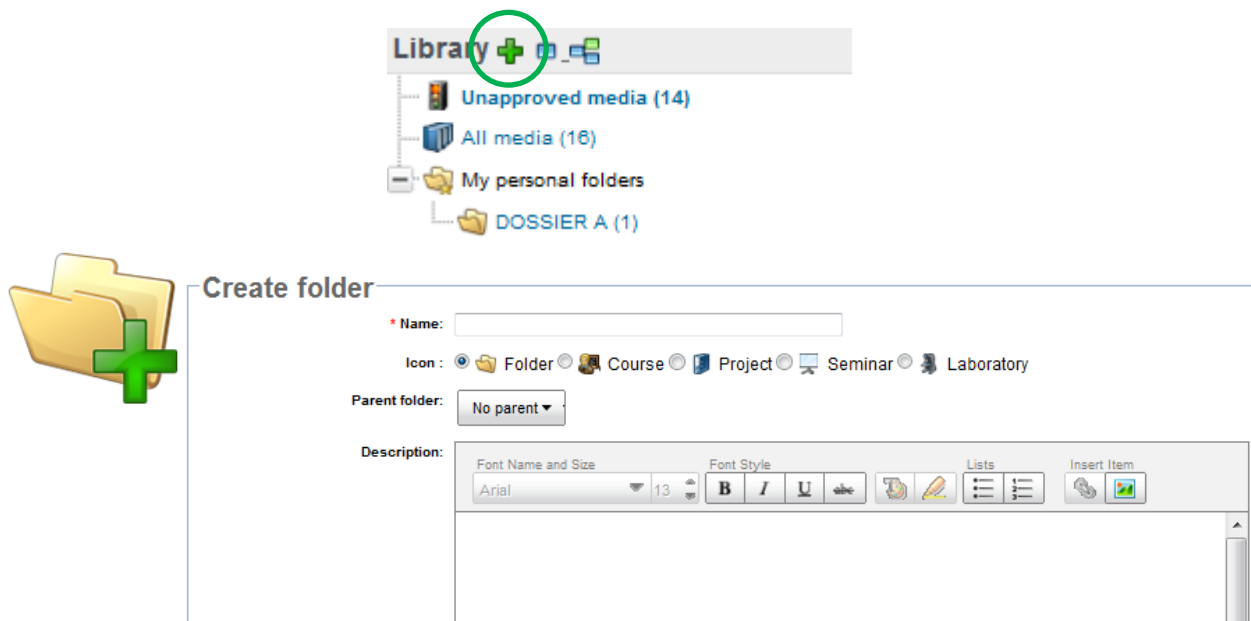 Library
Unapproved media (14)
All media (16)
My personal folders
DOSSIER A (1)
Create folder
* Name:
Icon : Folder Course Project Seminar Laboratory
Parent folder: No parent
Description:
Font Name and Size Font Style Lists Insert Item
Arial 13 B I U abc